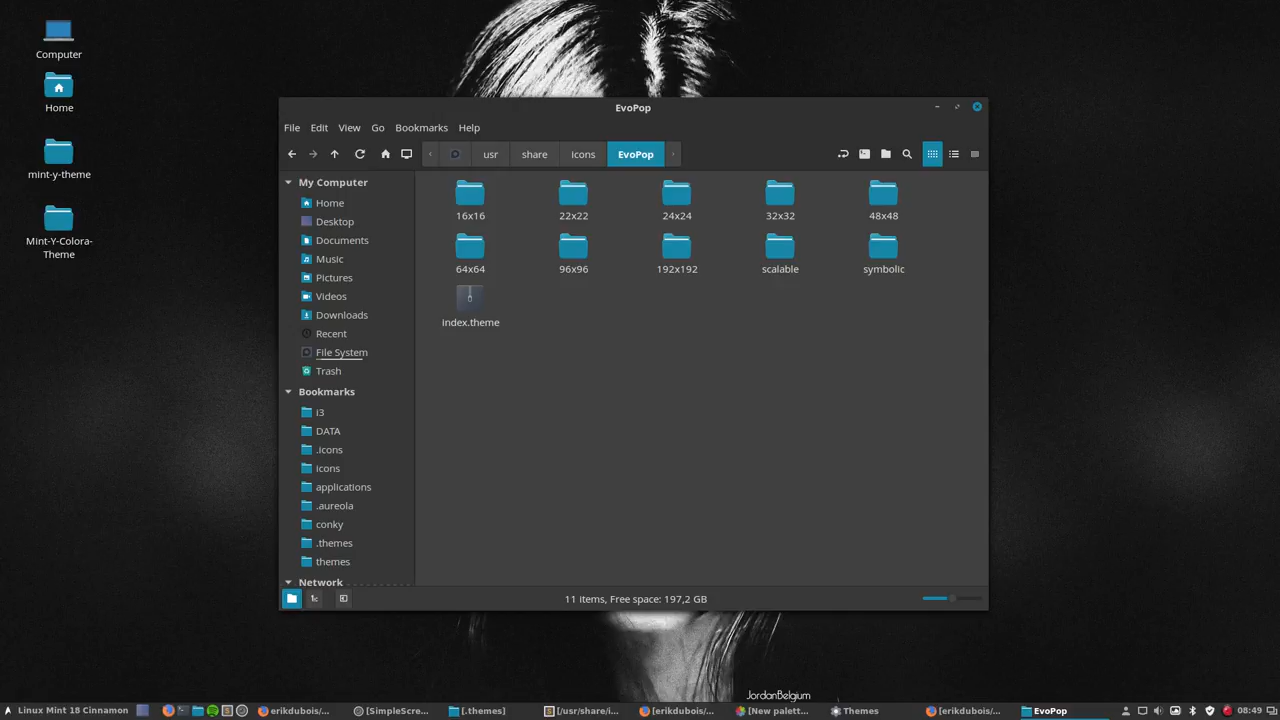 Computer
Home
mint-y-theme
Mint-Y-Colora-
Theme
EvoPop
File Edit View Go Bookmarks Help
usr share icons EvoPop
My Computer
Home
Desktop
Documents
Music
Pictures
Videos
Downloads
Recent
File System
Trash
Bookmarks
i3
DATA
.icons
icons
applications
.aureola
conky
.themes
themes
Network
16x16 22x22 24x24 32x32 48x48
64x64 96x96 192x192 scalable symbolic
index.theme
11 items, Free space: 197,2 GB
JordanBelgium
Linux Mint 18 Cinnamon erikdubois/... [SimpleScre... [.themes] [/usr/share/i... [erikdubois/... [New palett... Themes [erikdubois/... EvoPop 08:49